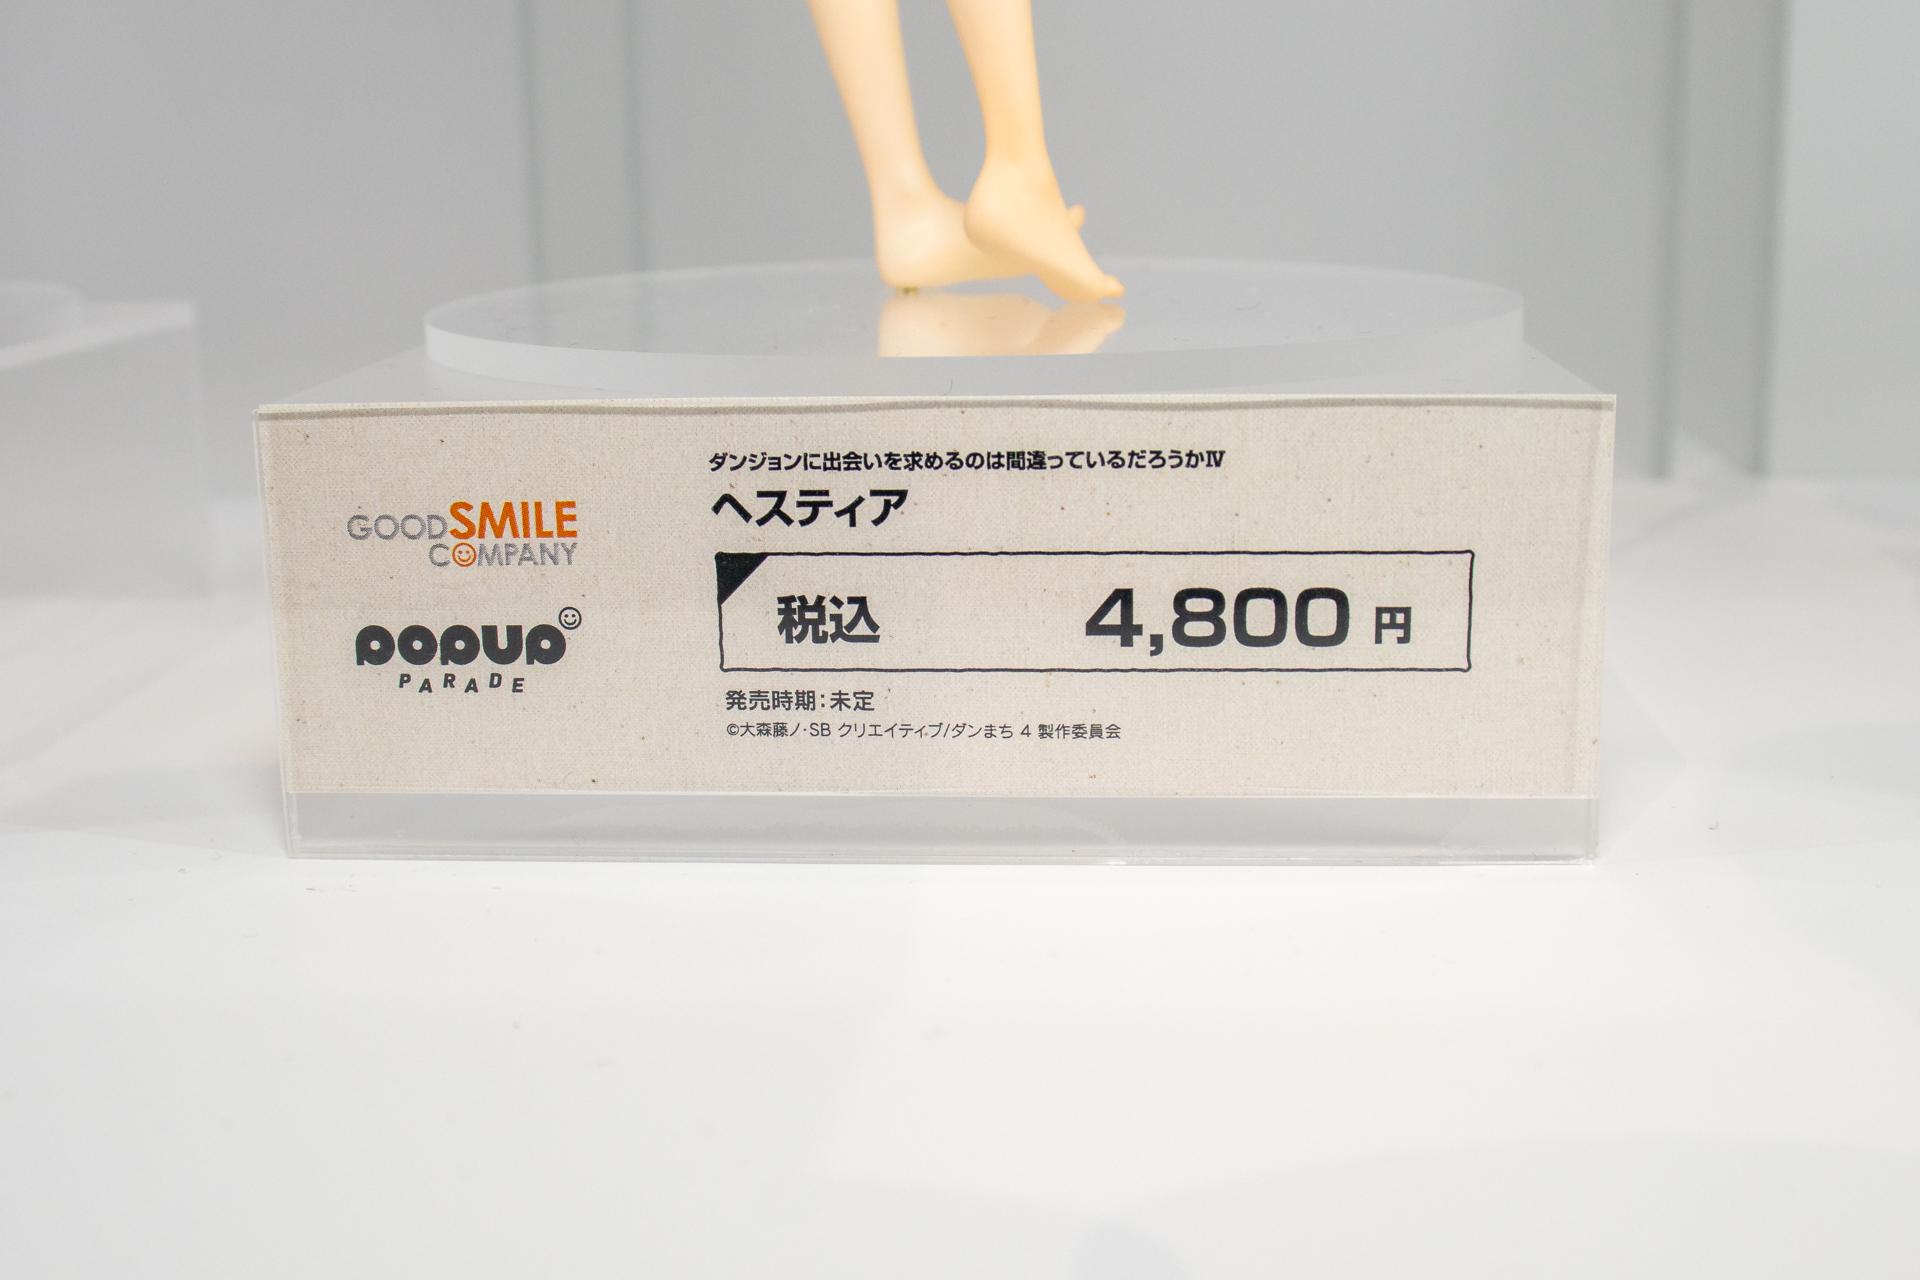 GOOD SMILE
COMPANY
POPUP
PARADE
ダンジョンに出会いを求めるのは間違っているだろうかⅣ
ヘスティア
税込 4,800 円
発売時期:未定
©大森藤ノ・SB クリエイティブ/ダンまち 4 製作委員会